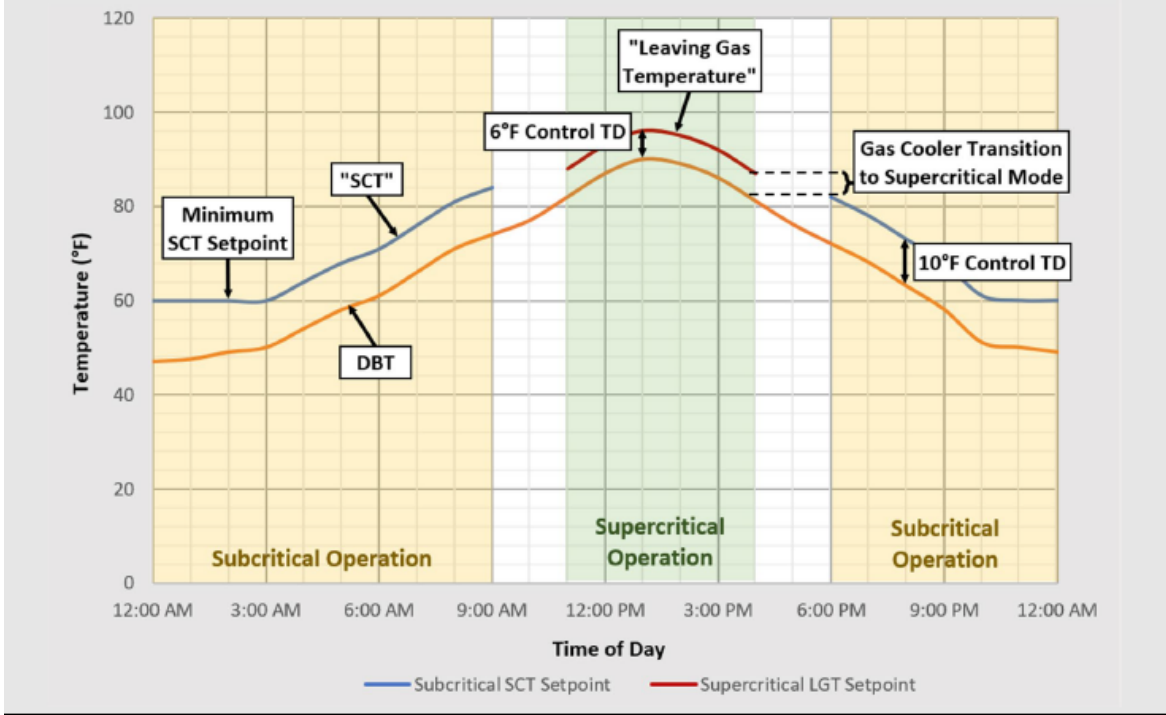 120
100
80
60
40
20
0
Temperature (°F)
"Leaving Gas
Temperature"
6°F Control TD
Gas Cooler Transition
to Supercritical Mode
"SCT"
Minimum
SCT Setpoint
10°F Control TD
DBT
Subcritical Operation
Supercritical
Operation
Subcritical
Operation
12:00 AM 3:00 AM 6:00 AM 9:00 AM 12:00 PM 3:00 PM 6:00 PM 9:00 PM 12:00 AM
Time of Day
Subcritical SCT Setpoint Supercritical LGT Setpoint